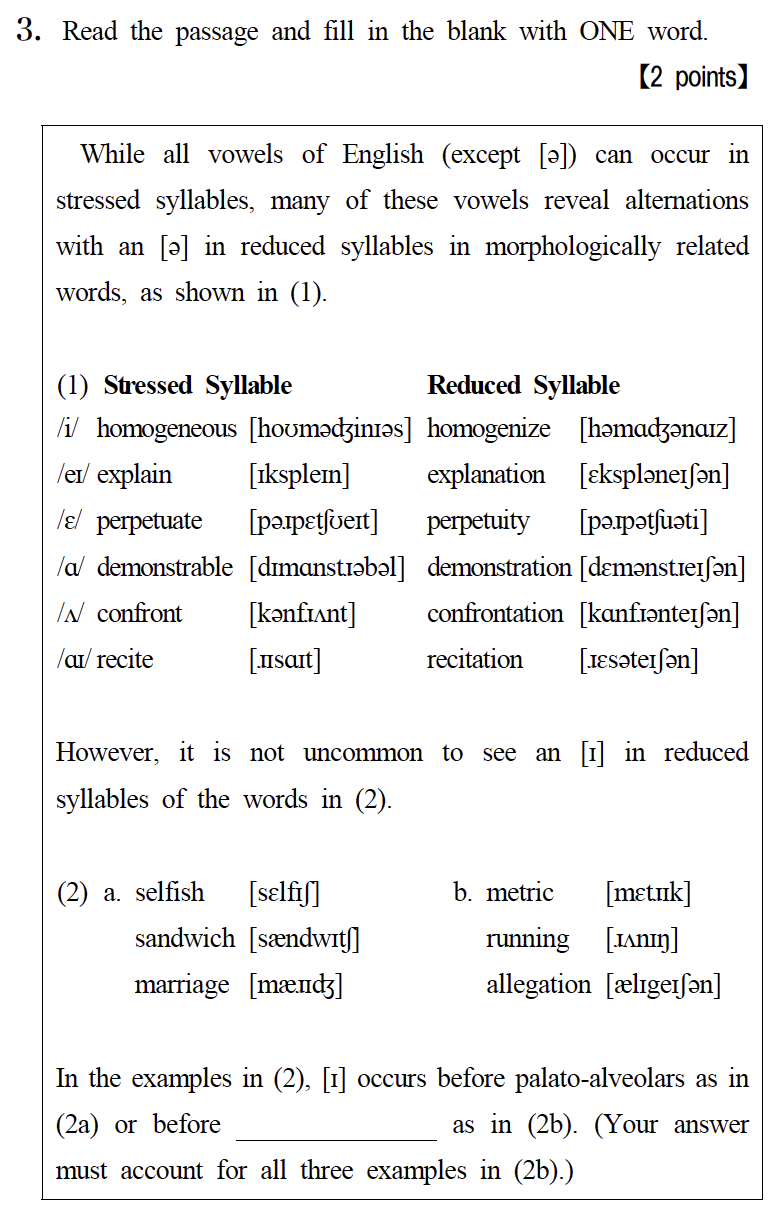 3. Read the passage and fill in the blank with ONE word.
【2 points】
While all vowels of English (except [ə]) can occur in
stressed syllables, many of these vowels reveal alternations
with an [ə] in reduced syllables in morphologically related
words, as shown in (1).
(1) Stressed Syllable Reduced Syllable
/i/ homogeneous [hoʊmədʒinɪəs] homogenize [həmɑdʒənɑɪz]
/eɪ/ explain [ɪkspleɪn] explanation [ɛkspləneɪʃən]
/ɛ/ perpetuate [pəɹpɛtʃʊeɪt] perpetuity [pəɹpətʃuəti]
/ɑ/ demonstrable [dɪmɑnstɹəbəl] demonstration [dɛmənstɹeɪʃən]
/ʌ/ confront [kənfɹʌnt] confrontation [kɑnfɹənteɪʃən]
/ɑɪ/ recite [ɹɪsɑɪt] recitation [ɹɛsəteɪʃən]
However, it is not uncommon to see an [ɪ] in reduced
syllables of the words in (2).
(2) a. selfish [sɛlfɪʃ] b. metric [mɛtɹɪk]
sandwich [sændwɪtʃ] running [ɹʌnɪŋ]
marriage [mæɹɪdʒ] allegation [ælɪgeɪʃən]
In the examples in (2), [ɪ] occurs before palato-alveolars as in
(2a) or before ____________ as in (2b). (Your answer
must account for all three examples in (2b).)